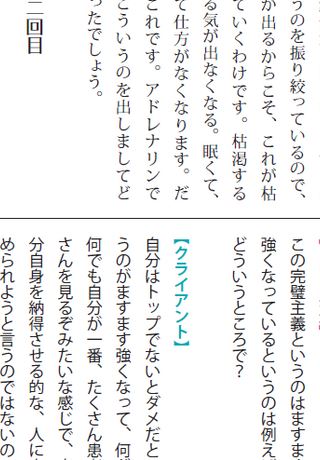 うのを振り絞っているので、
が出るからこそ、これが枯
ていくわけです。枯渇する
る気が出なくなる。眠くて、
て仕方がなくなります。だ
これです。アドレナリンで
こういうのを出しましてど
ったでしょう。
回目
この完璧主義というのはますま
強くなっているというのは例え
どういうところで？
【クライアント】
自分はトップでないとダメだと
うのがますます強くなって、何
何でも自分が一番、たくさん患
さんを見るぞみたいな感じで、
分自身を納得させる的な、人に
められようと言うのではないの